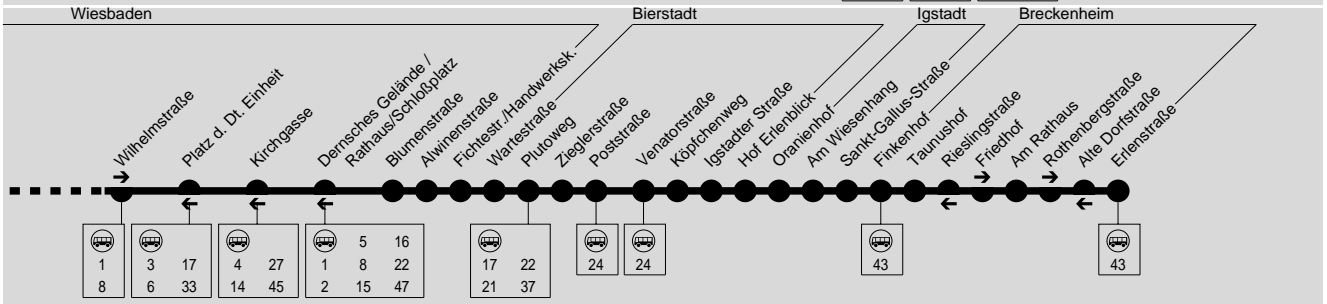 Wiesbaden
Bierstadt
Igstadt
Breckenheim
Wilhelmstraße
Platz d. Dt. Einheit
Kirchgasse
Dernsches Gelände /
Rathaus/Schloßplatz
Blumenstraße
Alwinenstraße
Fichtestr./Handwerksk.
Wartestraße
Plutoweg
Zieglerstraße
Poststraße
Venatorstraße
Köpfchenweg
Igstadter Straße
Hof Erlenblick
Oranienhof
Am Wiesenhang
Sankt-Gallus-Straße
Finkenhof
Taunushof
Rieslingstraße
Friedhof
Am Rathaus
Rothenbergstraße
Alte Dorfstraße
Erlenstraße
1
8
3 17
6 33
4 27
14 45
5 16
1 8 22
2 15 47
17 22
21 37
24
24
43
43